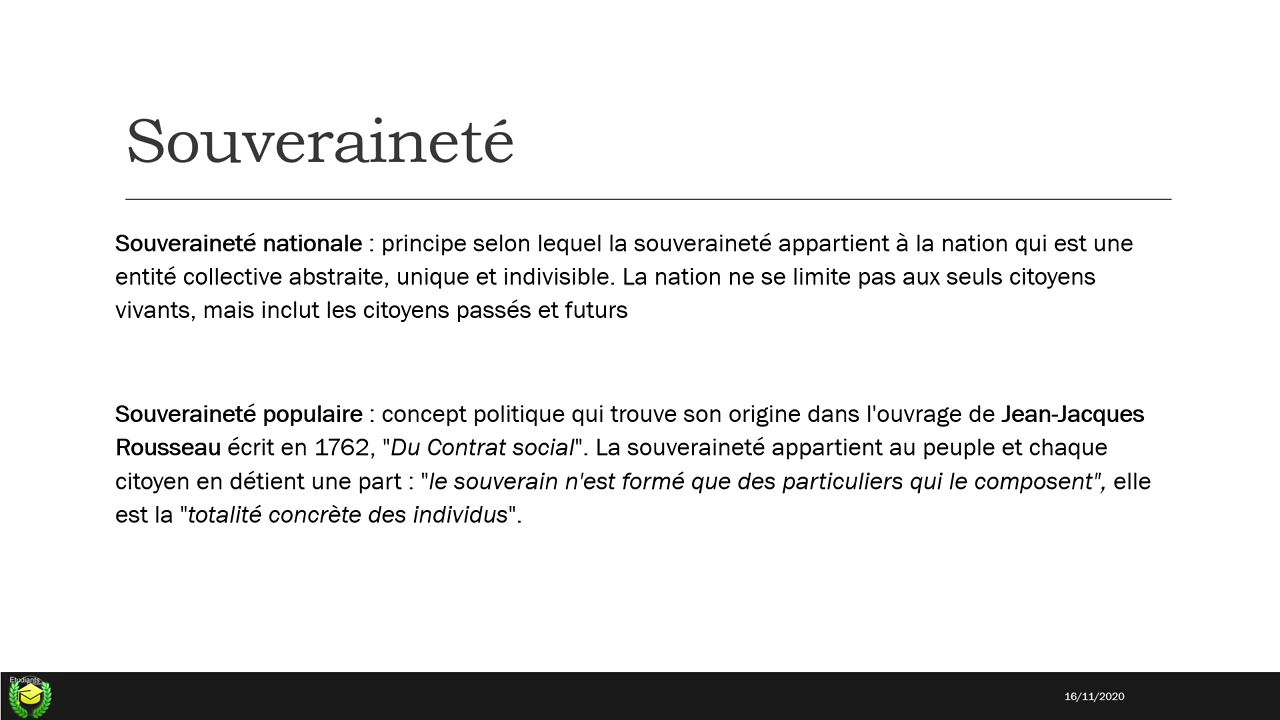 Souveraineté
Souveraineté nationale : principe selon lequel la souveraineté appartient à la nation qui est une
entité collective abstraite, unique et indivisible. La nation ne se limite pas aux seuls citoyens
vivants, mais inclut les citoyens passés et futurs
Souveraineté populaire : concept politique qui trouve son origine dans l'ouvrage de Jean-Jacques
Rousseau écrit en 1762, "Du Contrat social". La souveraineté appartient au peuple et chaque
citoyen en détient une part : "le souverain n'est formé que des particuliers qui le composent", elle
est la "totalité concrète des individus".
Etudiants
16/11/2020